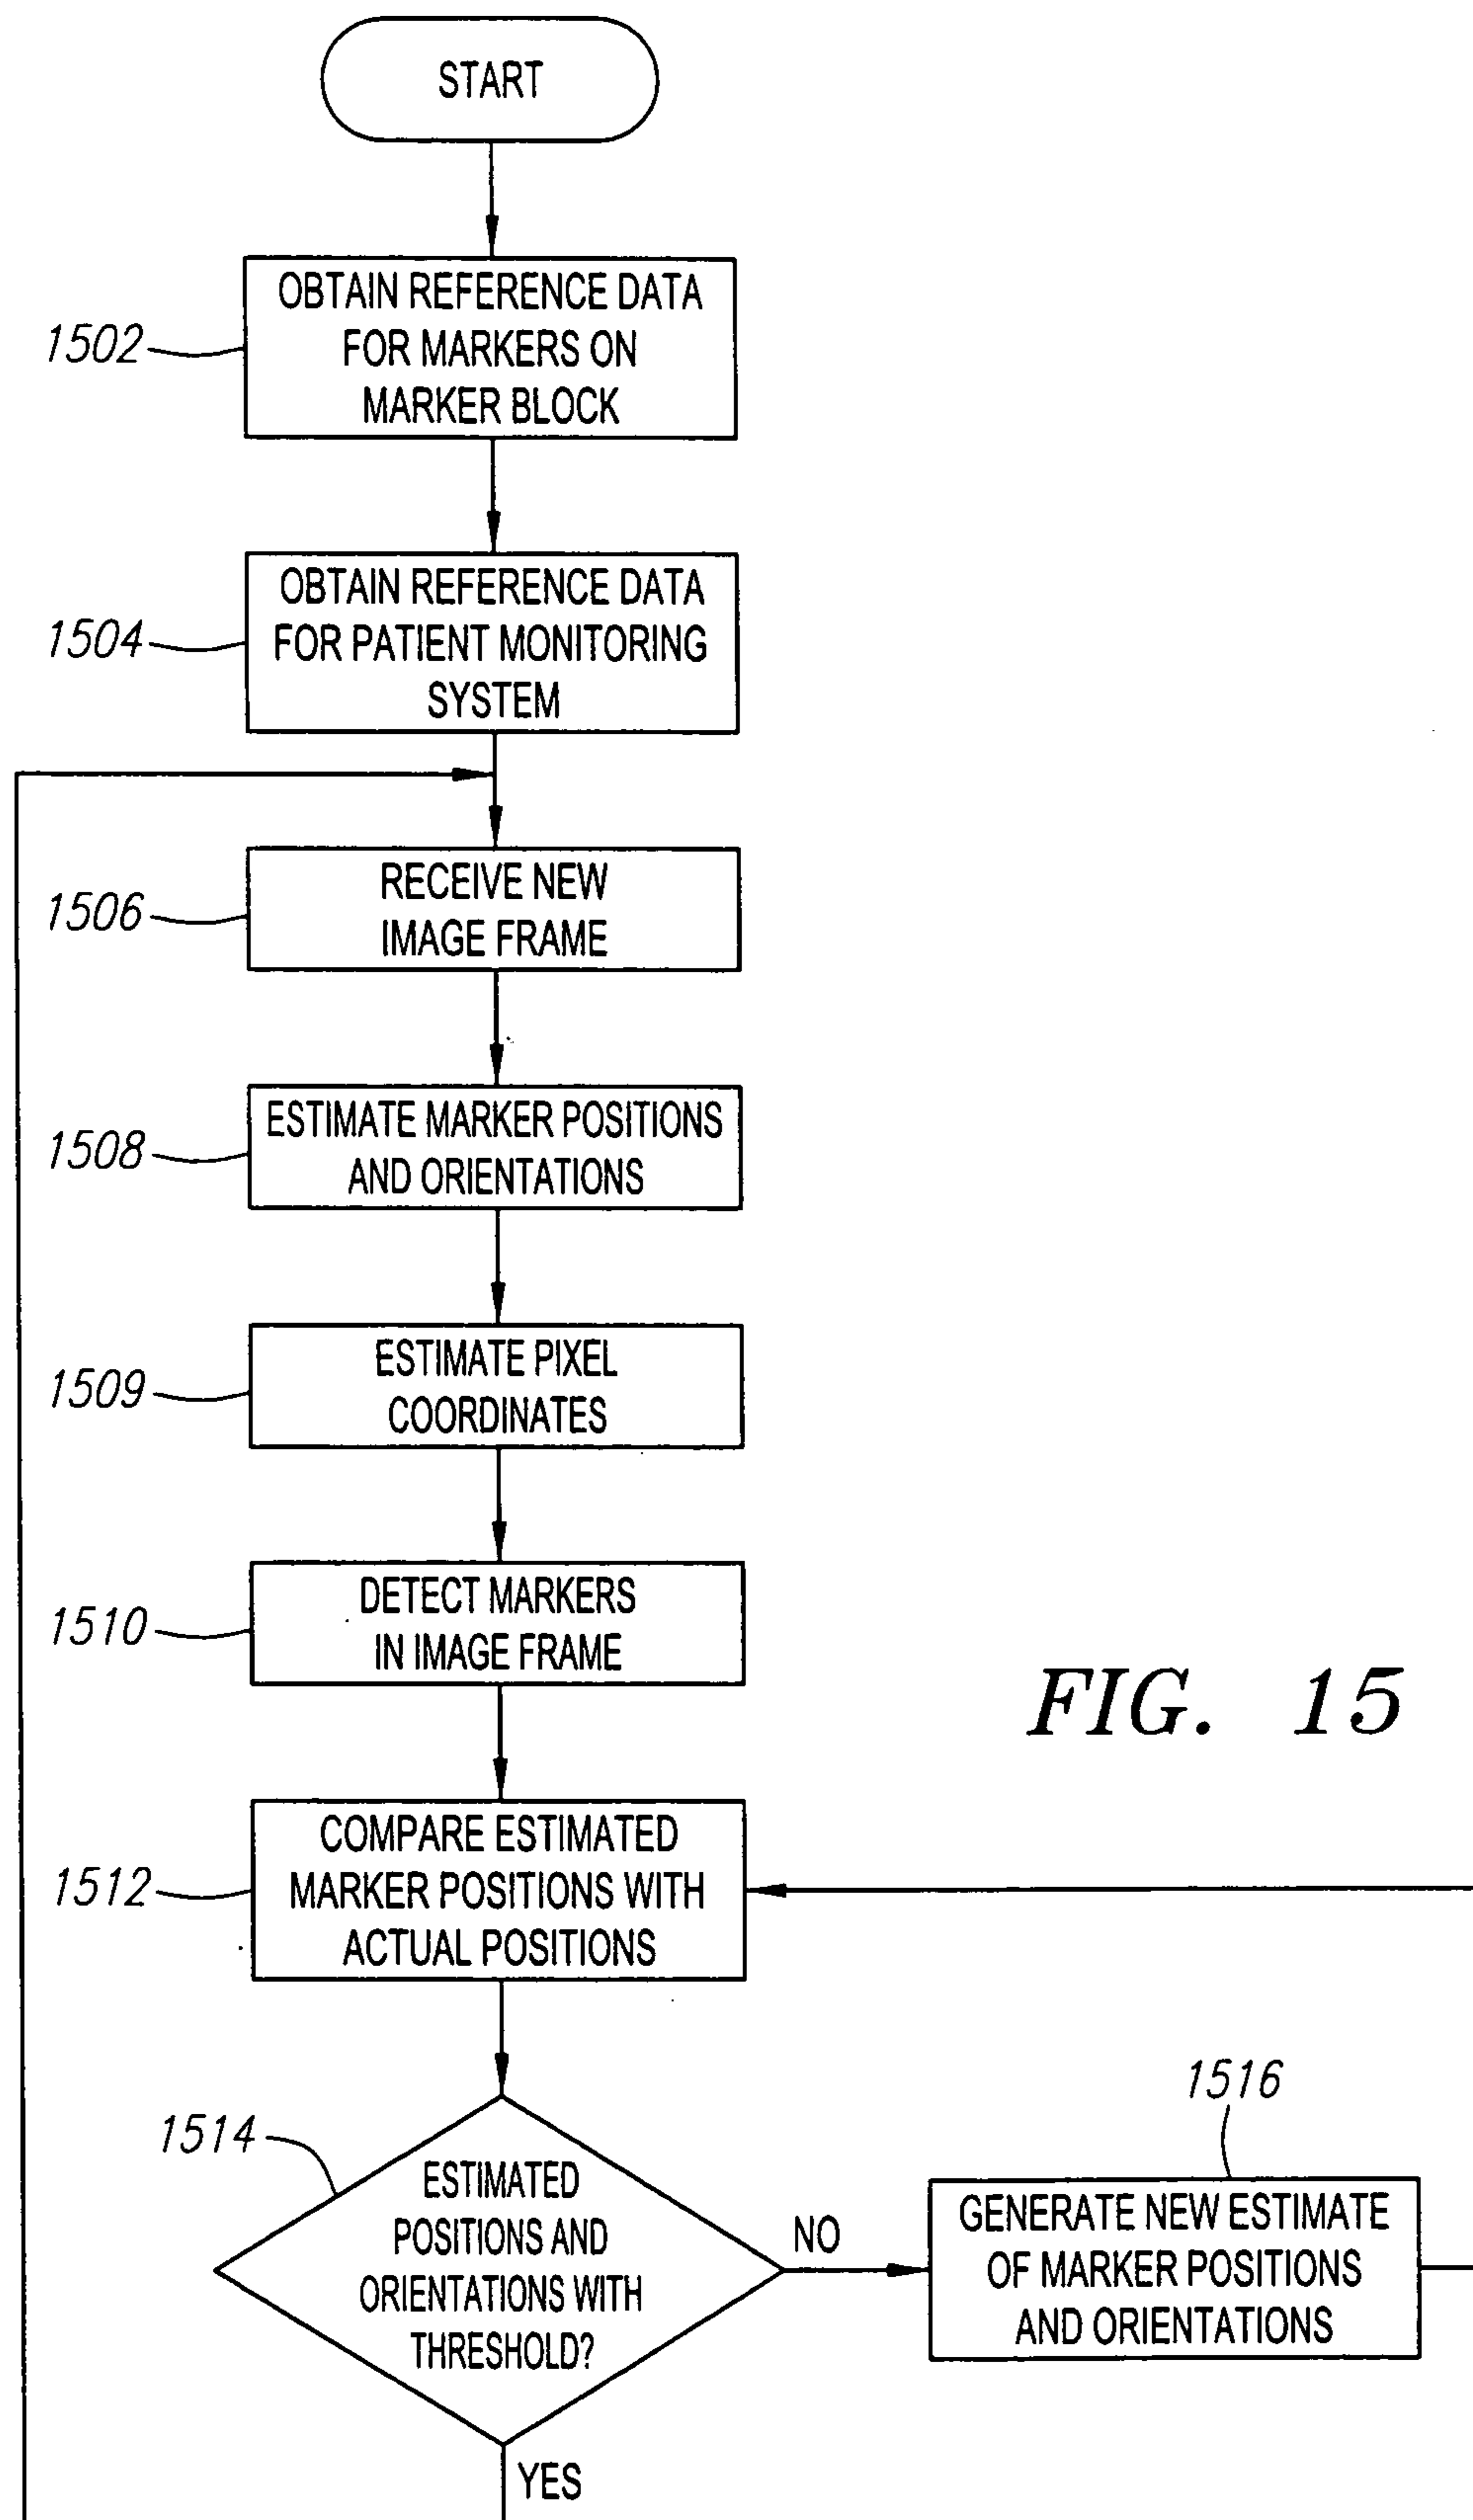 START
1502
OBTAIN REFERENCE DATA
FOR MARKERS ON
MARKER BLOCK
1504
OBTAIN REFERENCE DATA
FOR PATIENT MONITORING
SYSTEM
1506
RECEIVE NEW
IMAGE FRAME
1508
ESTIMATE MARKER POSITIONS
AND ORIENTATIONS
1509
ESTIMATE PIXEL
COORDINATES
1510
DETECT MARKERS
IN IMAGE FRAME
FIG. 15
1512
COMPARE ESTIMATED
MARKER POSITIONS WITH
ACTUAL POSITIONS
1514
ESTIMATED
POSITIONS AND
ORIENTATIONS WITH
THRESHOLD?
NO
1516
GENERATE NEW ESTIMATE
OF MARKER POSITIONS
AND ORIENTATIONS
YES